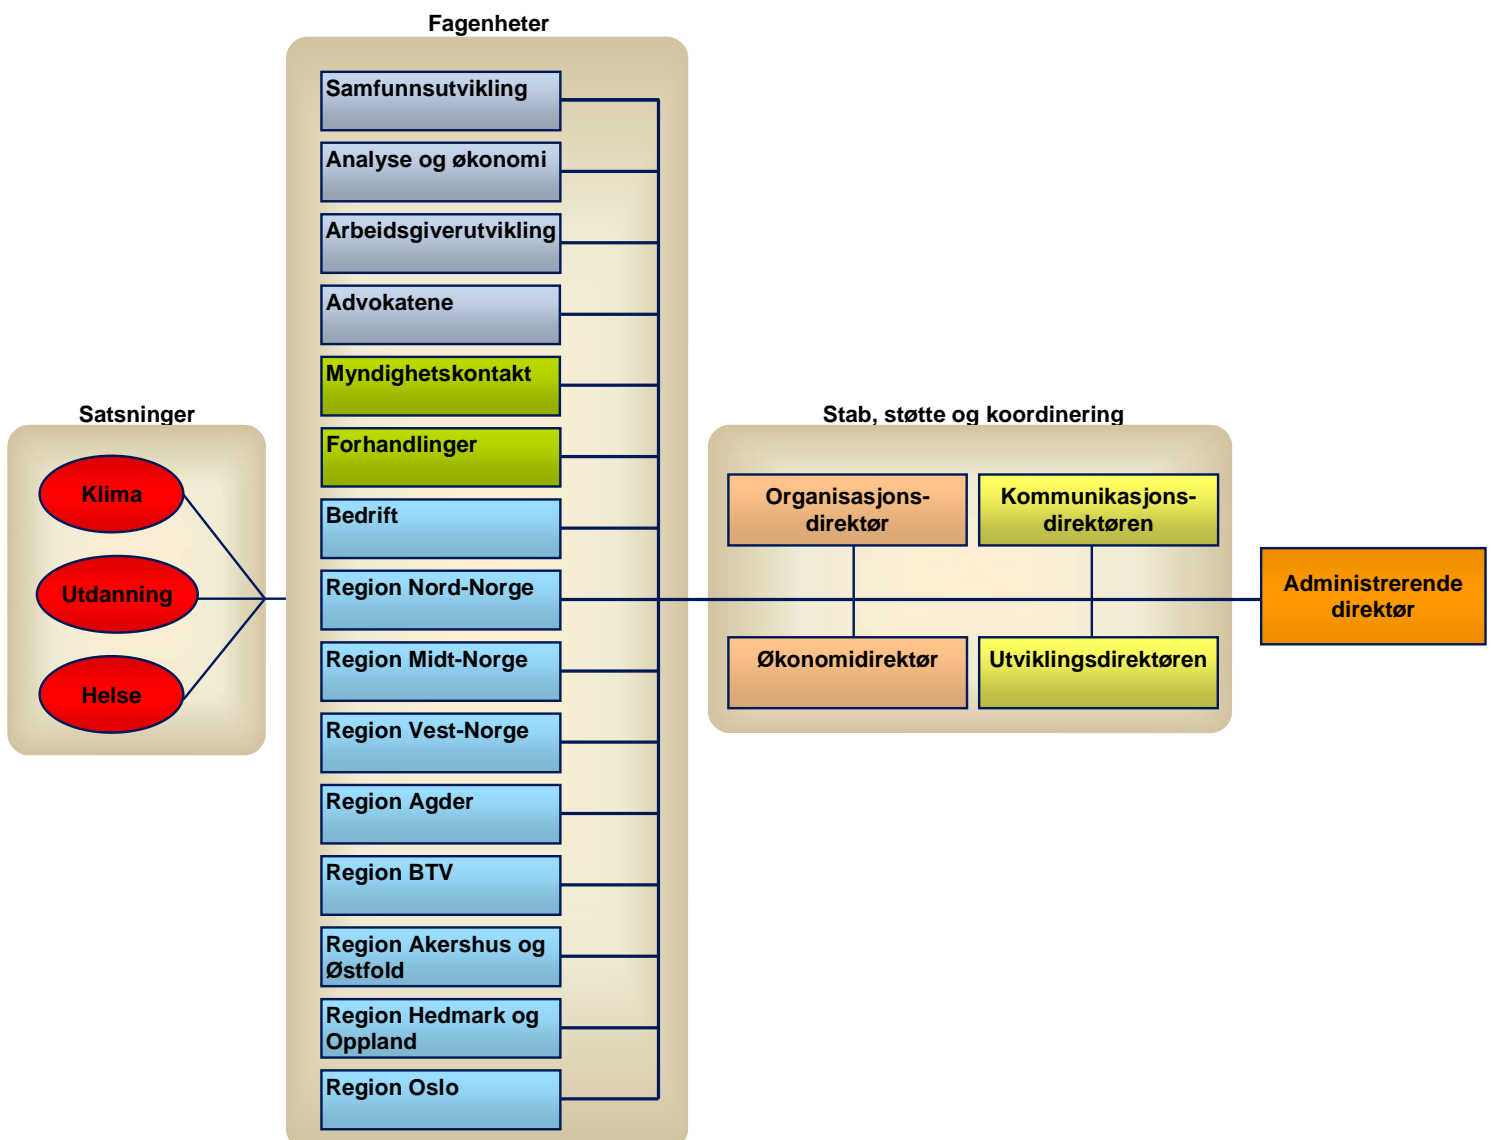 Fagenheter
Samfunnsutvikling
Analyse og økonomi
Arbeidsgiverutvikling
Advokatene
Myndighetskontakt
Forhandlinger
Bedrift
Region Nord-Norge
Region Midt-Norge
Region Vest-Norge
Region Agder
Region BTV
Region Akershus og
Østfold
Region Hedmark og
Oppland
Region Oslo
Satsninger
Klima
Utdanning
Helse
Stab, støtte og koordinering
Organisasjons-
direktør
Kommunikasjons-
direktøren
Økonomidirektør
Utviklingsdirektøren
Administrerende
direktør